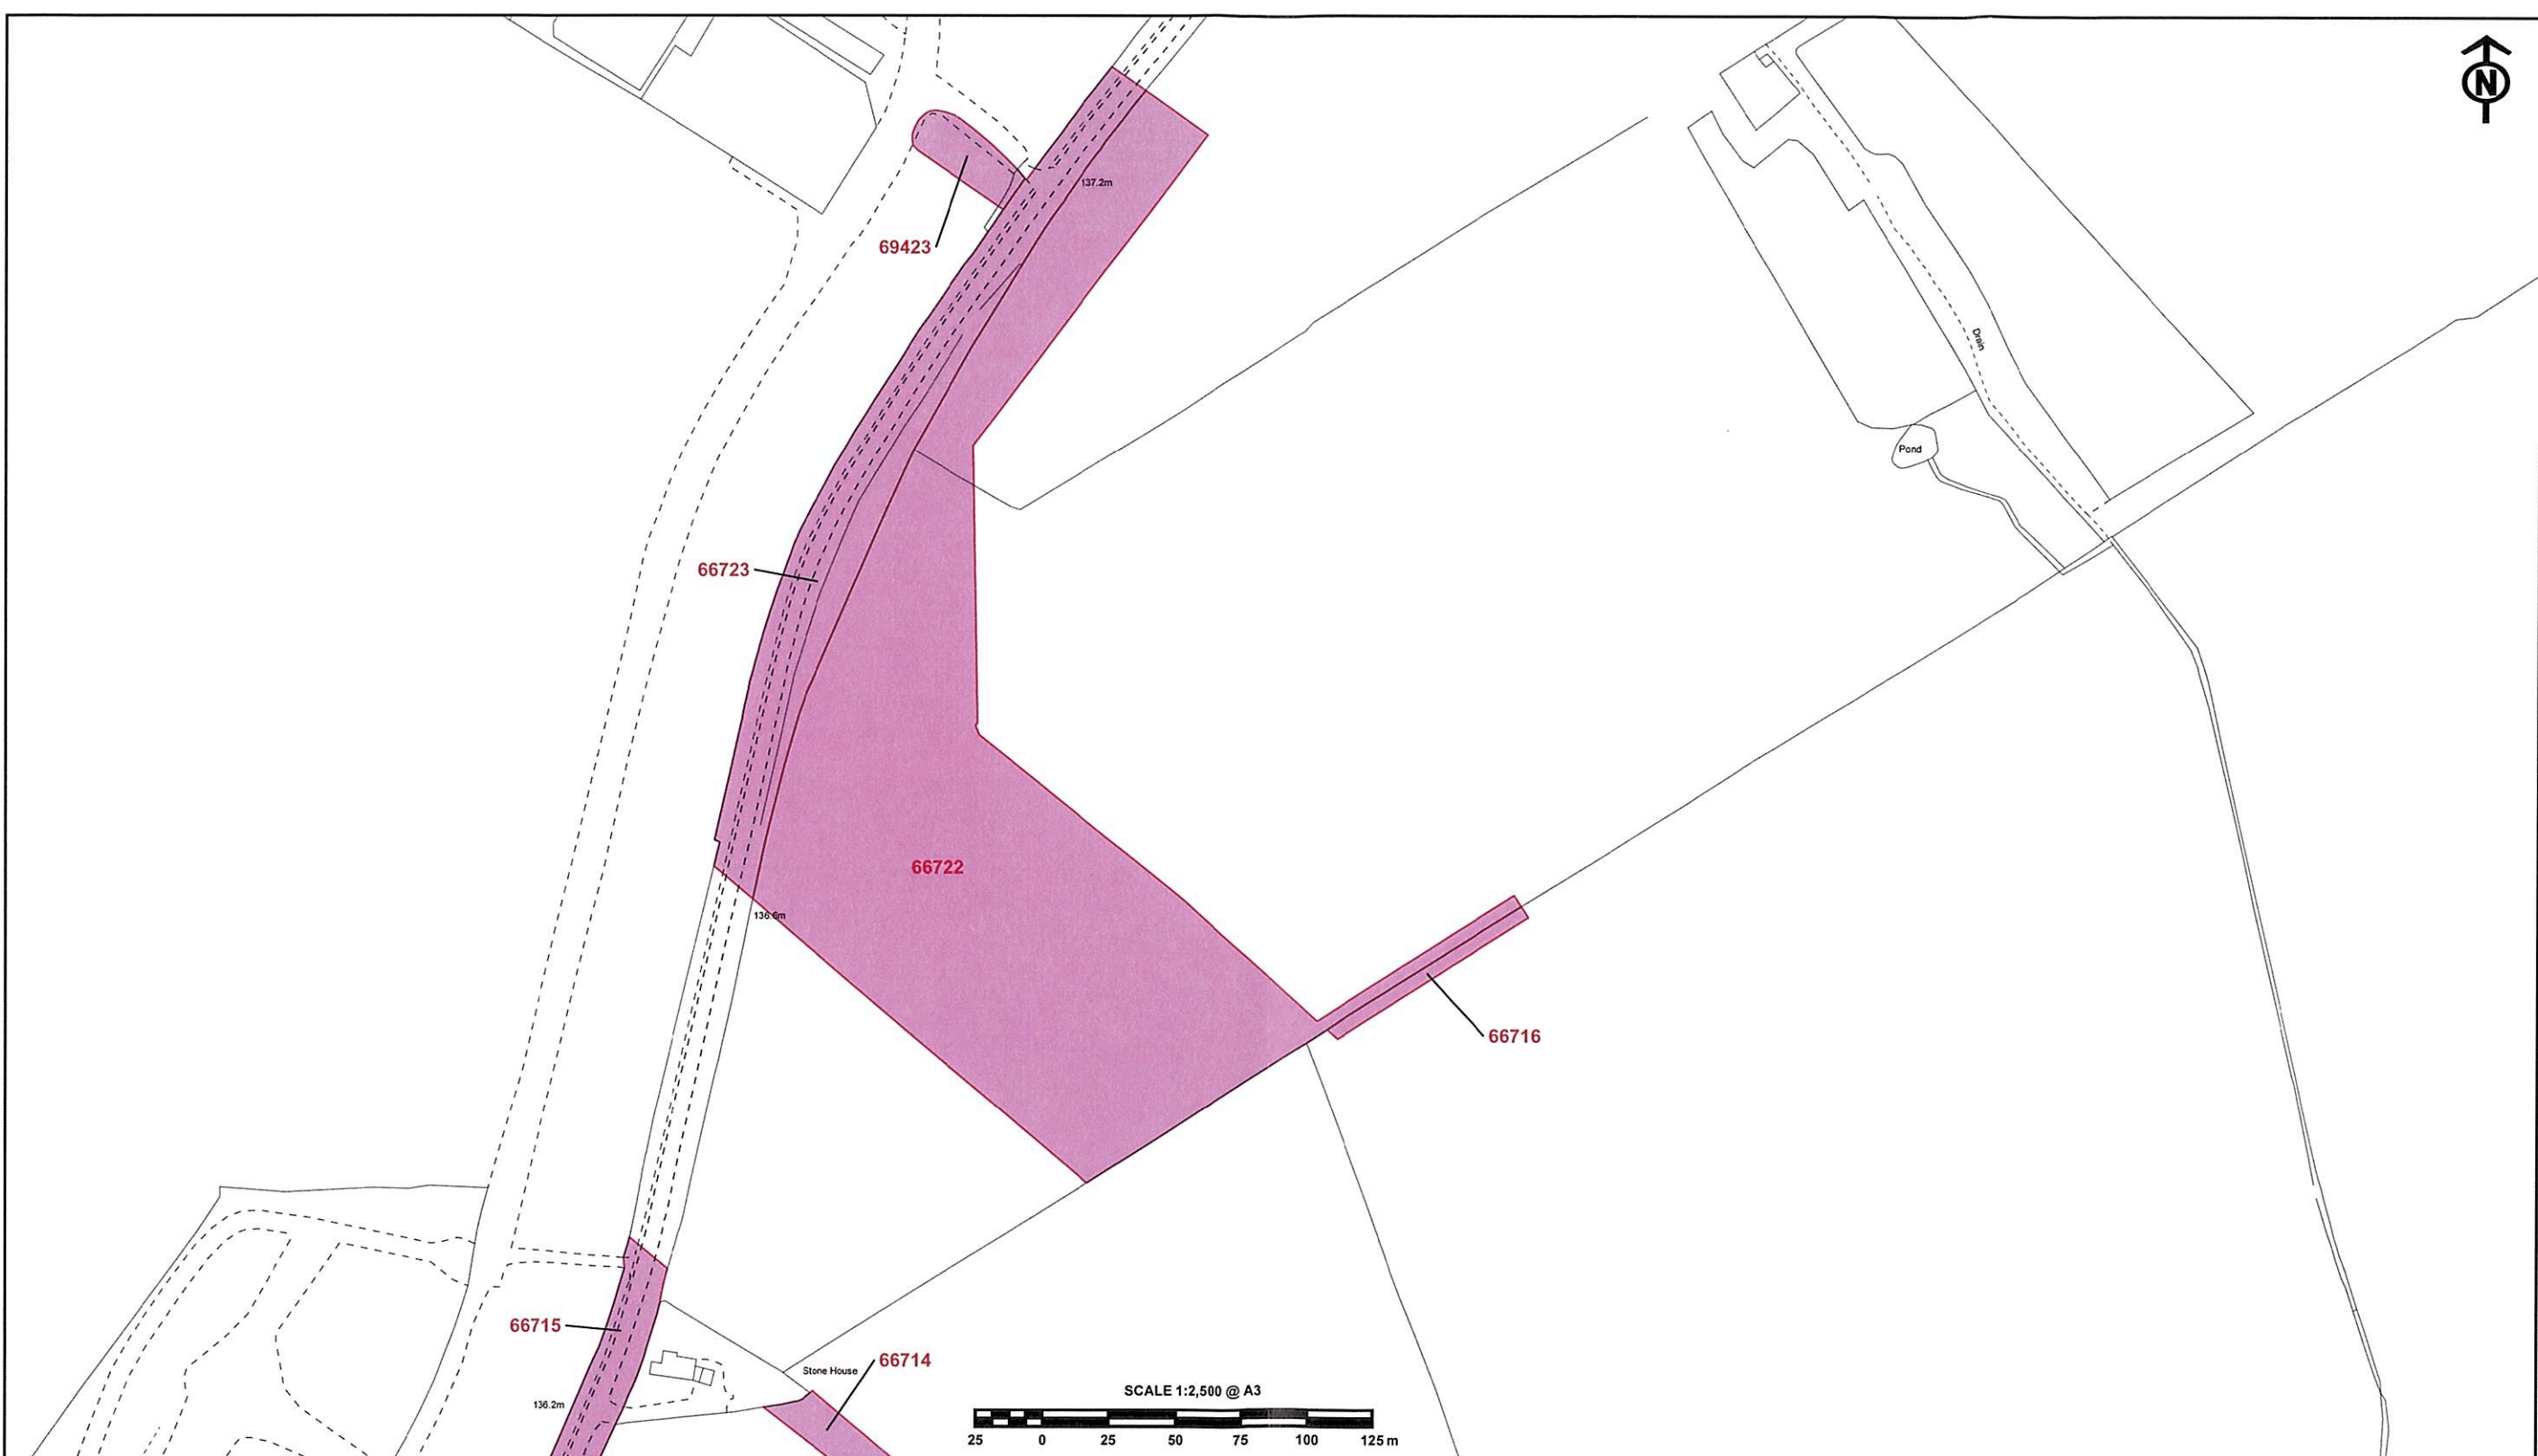 N
137.2m
69423
Drain
Pond
66723
66722
136.6m
66716
66715
66714
Stone House
136.2m
SCALE 1:2,500 @ A3
25 0 25 50 75 100 125 m